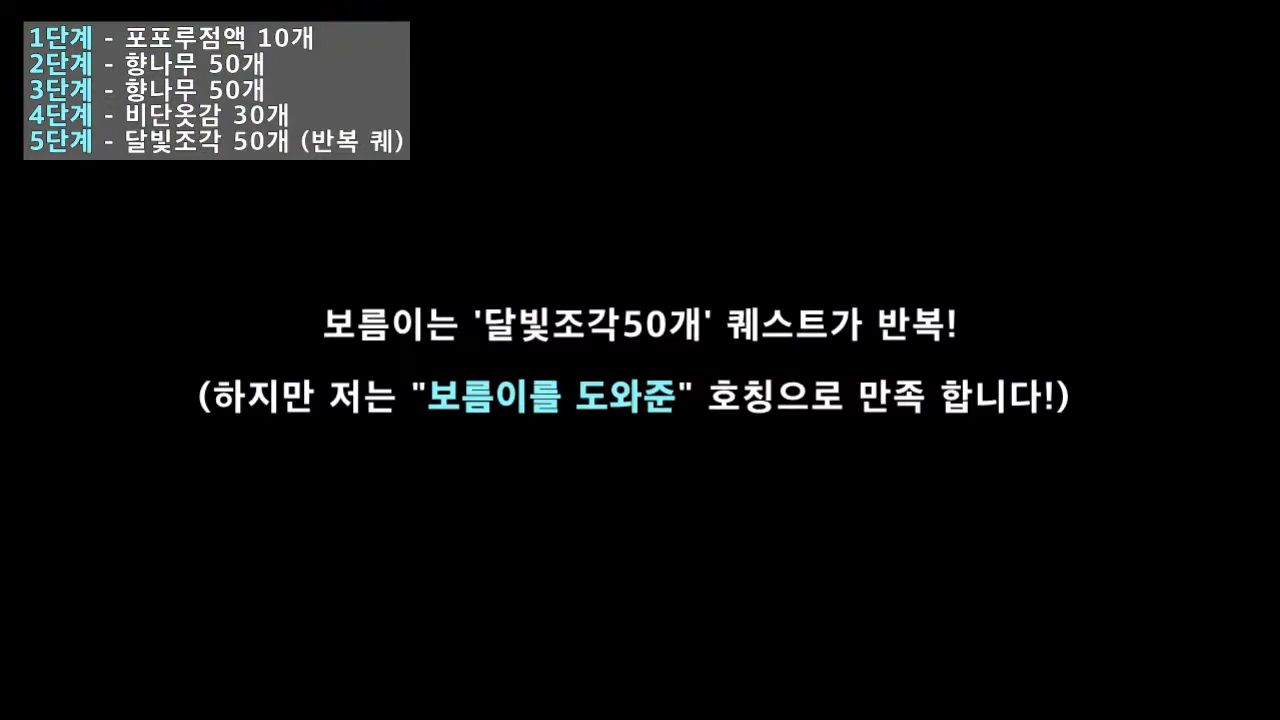 1단계 - 포포루점액 10개
2단계 - 향나무 50개
3단계 - 향나무 50개
4단계 - 비단옷감 30개
5단계 - 달빛조각 50개 (반복 퀘)
보름이는 '달빛조각50개' 퀘스트가 반복!
(하지만 저는 "보름이를 도와준" 호칭으로 만족 합니다!)